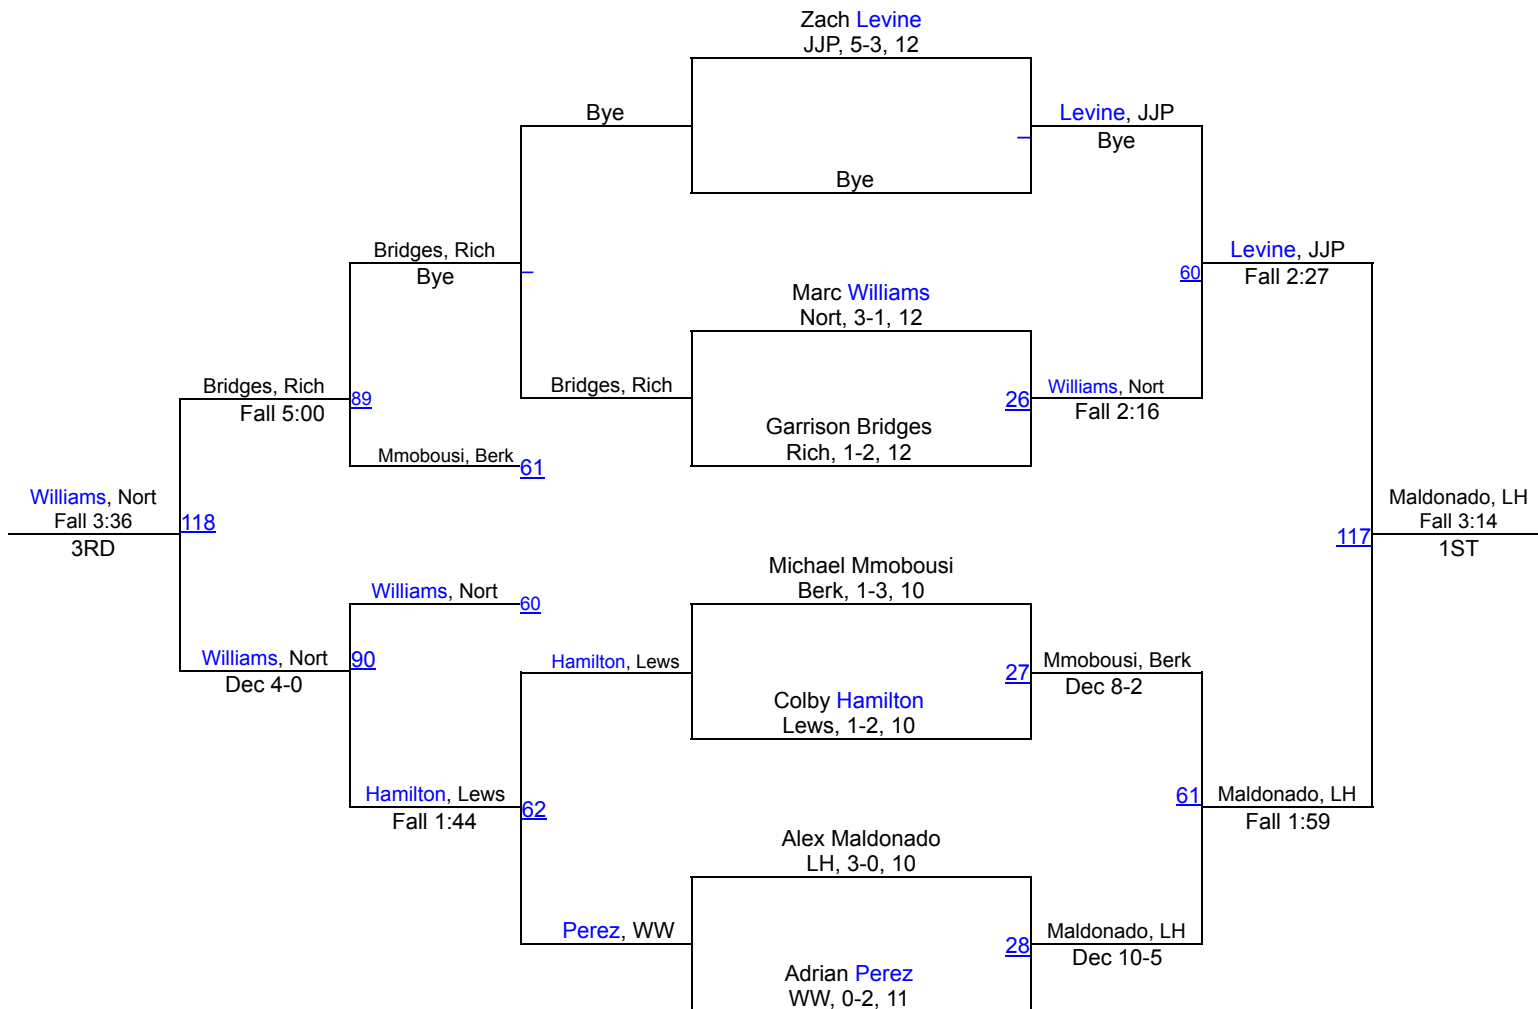 Zach Levine
JJP, 5-3, 12
Bye
Levine, JJP
Bye
–
Bye
Bridges, Rich
Bye
–
Levine, JJP
Fall 2:27
60
Marc Williams
Nort, 3-1, 12
Bridges, Rich
Fall 5:00
89
Bridges, Rich
Williams, Nort
Fall 2:16
26
Garrison Bridges
Rich, 1-2, 12
Mmobousi, Berk
61
Williams, Nort
Fall 3:36
3RD
118
Maldonado, LH
Fall 3:14
1ST
117
Michael Mmobousi
Berk, 1-3, 10
Williams, Nort
60
Williams, Nort
Dec 4-0
90
Hamilton, Lews
Mmobousi, Berk
Dec 8-2
27
Colby Hamilton
Lews, 1-2, 10
Hamilton, Lews
Fall 1:44
62
61
Maldonado, LH
Fall 1:59
Alex Maldonado
LH, 3-0, 10
Perez, WW
28
Maldonado, LH
Dec 10-5
Adrian Perez
WW, 0-2, 11